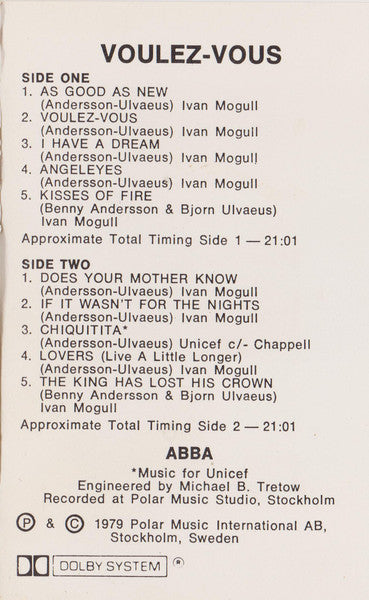 VOULEZ-VOUS
SIDE ONE
1. AS GOOD AS NEW
(Andersson-Ulvaeus) Ivan Mogull
2. VOULEZ-VOUS
(Andersson-Ulvaeus) Ivan Mogull
3. I HAVE A DREAM
(Andersson-Ulvaeus) Ivan Mogull
4. ANGELEYES
(Andersson-Ulvaeus) Ivan Mogull
5. KISSES OF FIRE
(Benny Andersson & Bjorn Ulvaeus)
Ivan Mogull
Approximate Total Timing Side 1 — 21:01
SIDE TWO
1. DOES YOUR MOTHER KNOW
(Andersson-Ulvaeus) Ivan Mogull
2. IF IT WASN'T FOR THE NIGHTS
(Andersson-Ulvaeus) Ivan Mogull
3. CHIQUITITA*
(Andersson-Ulvaeus) Unicef c/- Chappell
4. LOVERS (Live A Little Longer)
(Andersson-Ulvaeus) Ivan Mogull
5. THE KING HAS LOST HIS CROWN
(Benny Andersson & Bjorn Ulvaeus)
Ivan Mogull
Approximate Total Timing Side 2 — 21:01
ABBA
*Music for Unicef
Engineered by Michael B. Tretow
Recorded at Polar Music Studio, Stockholm
Ⓟ & © 1979 Polar Music International AB,
Stockholm, Sweden
DOLBY SYSTEM ®